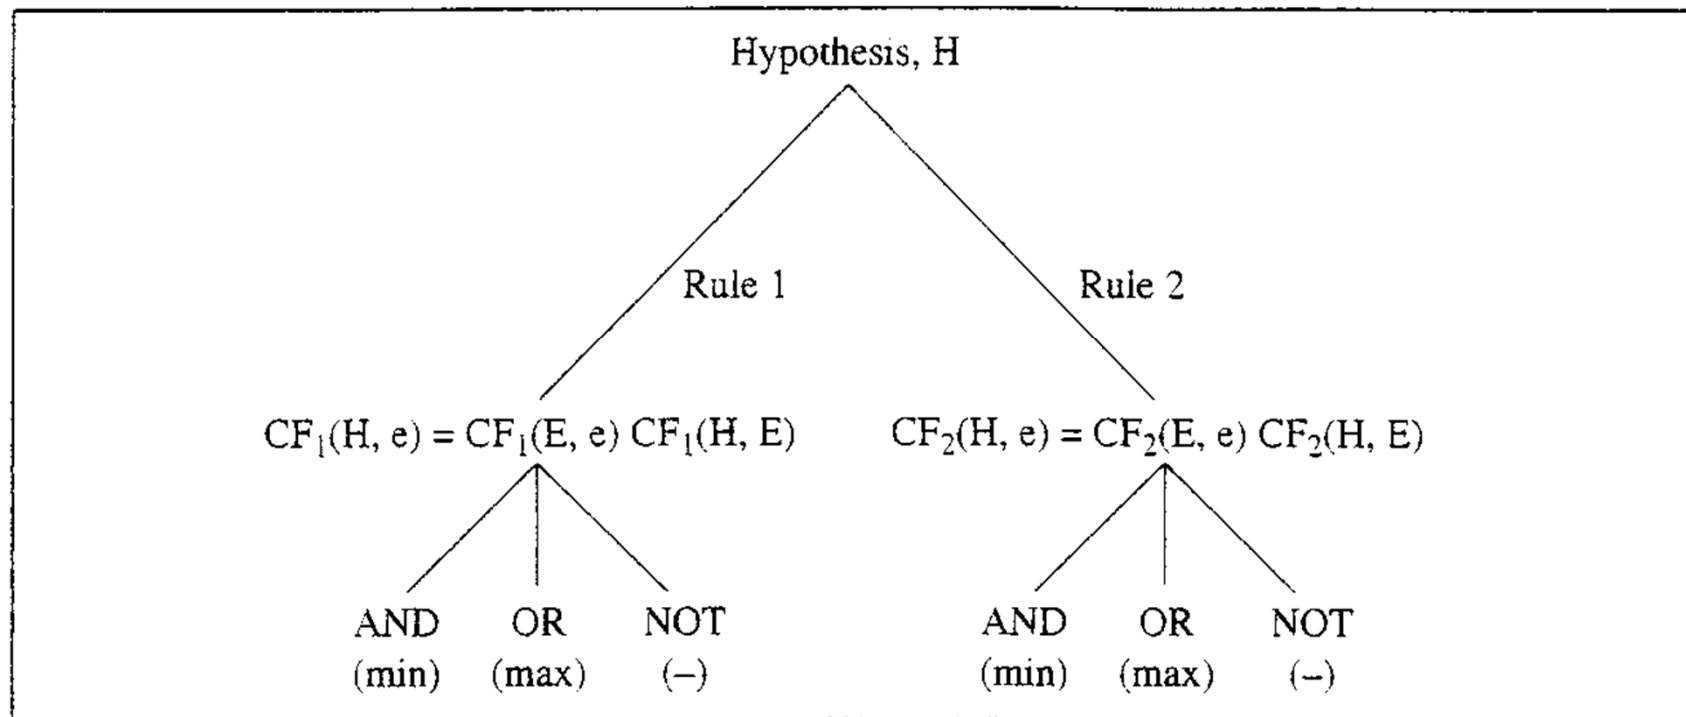 Hypothesis, H
Rule 1 Rule 2
CF₁(H, e) = CF₁(E, e) CF₁(H, E) CF₂(H, e) = CF₂(E, e) CF₂(H, E)
AND OR NOT AND OR NOT
(min) (max) (–) (min) (max) (–)